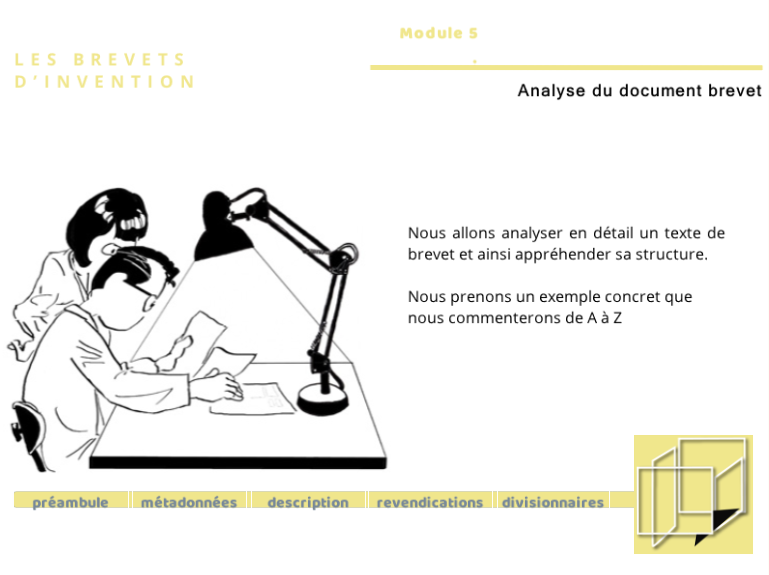 LES BREVETS
D'INVENTION
Module 5
.
Analyse du document brevet
Nous allons analyser en détail un texte de
brevet et ainsi appréhender sa structure.
Nous prenons un exemple concret que
nous commenterons de A à Z
préambule métadonnées description revendications divisionnaires